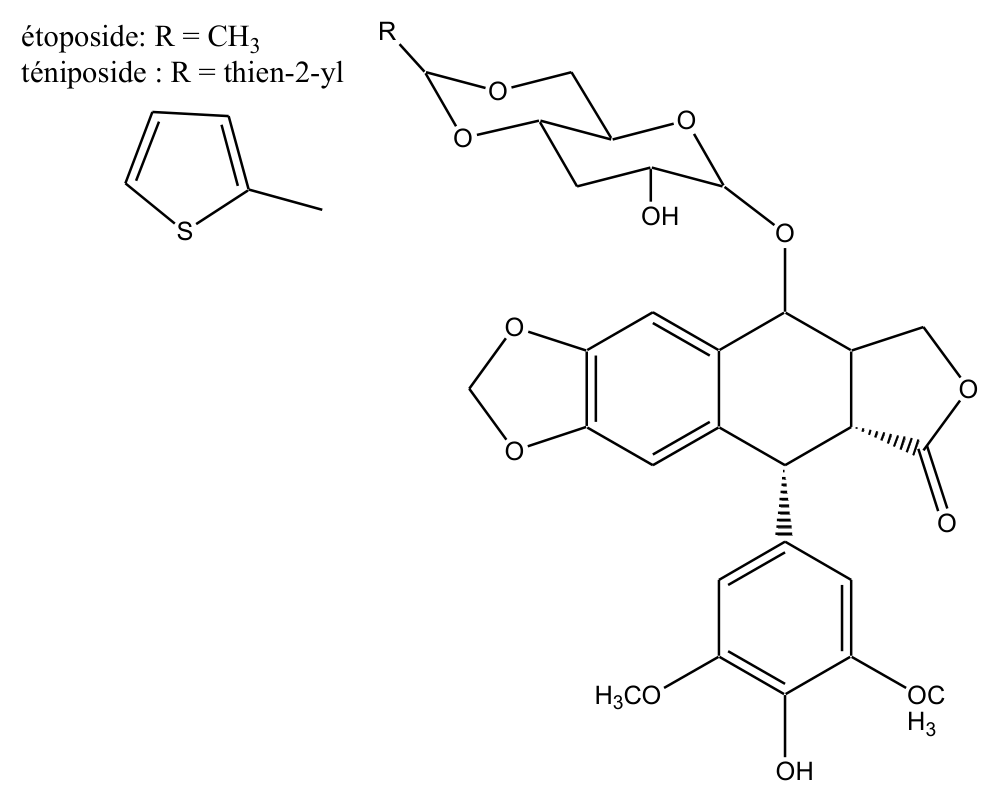 étoposide: R = CH3
téniposide : R = thien-2-yl
R
O
O
O
S
OH
O
O
O
O
O
H3CO
OC
H3
OH